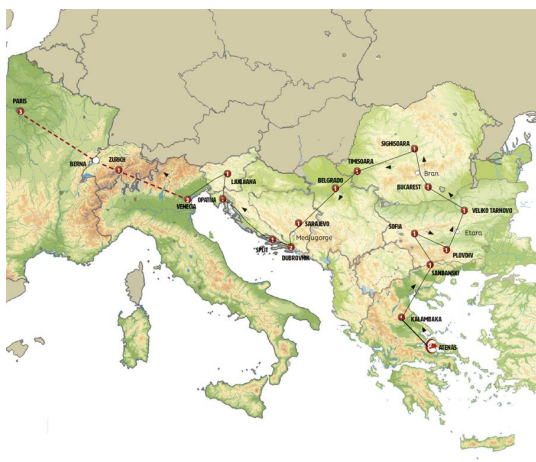 PARIS
BERNA
ZURICH
VENECIA
OPATIJA
LJUBLJANA
SPLIT
DUBROVNIK
Medjugorge
SARAJEVO
BELGRADO
TIMISOARA
SIGHISOARA
Bran
BUCAREST
VELIKO TARNOVO
Etara
SOFIA
PLOVDIV
SANDANSKI
KALAMBAKA
ATENAS